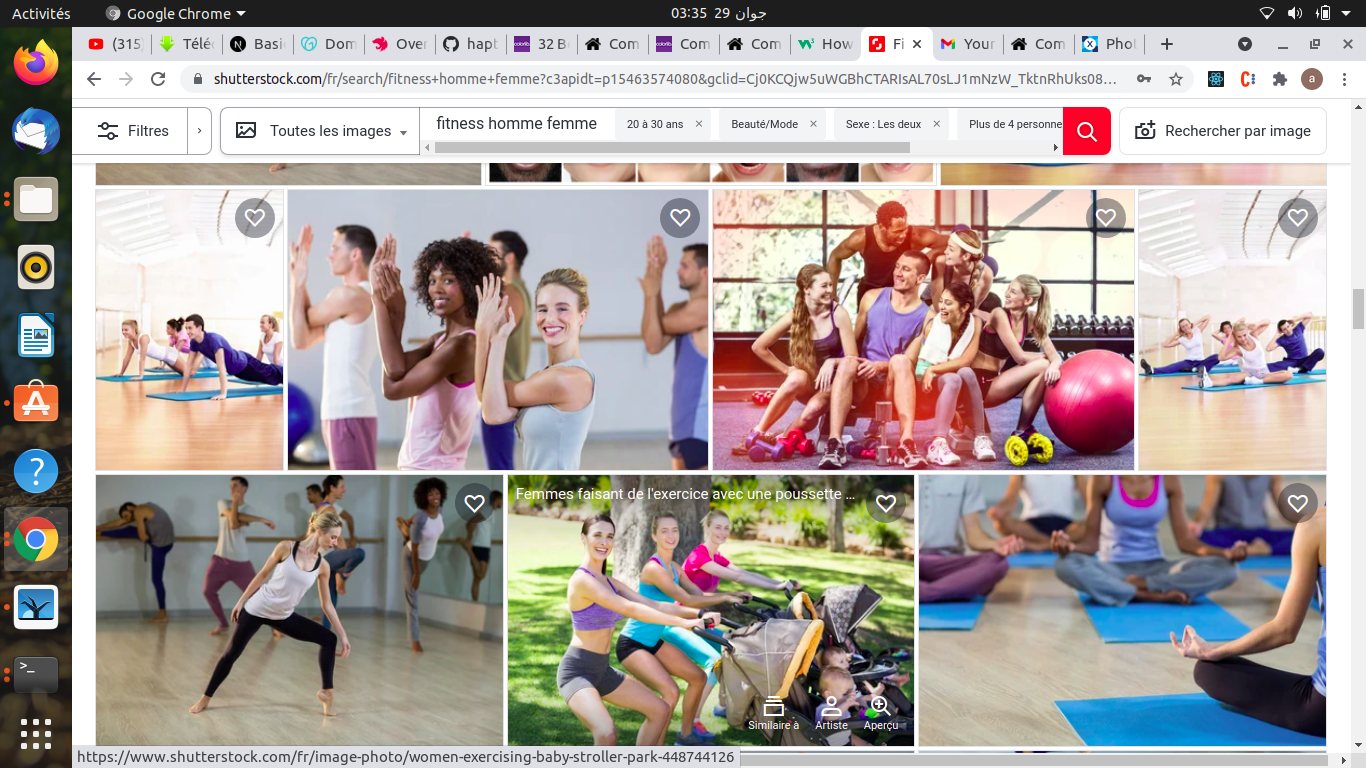 Activités
Google Chrome
03:35 29 جوان
(315)
Téléc
Basi
Dom
Over
hapt
32 Be
Com
Com
Com
How
Fi
Your
Com
Phot
shutterstock.com/fr/search/fitness+homme+femme?c3apidt=p15463574080&gclid=Cj0KCQjw5uWGBhCTARIsAL70sLJ1mNzW_TktnRhUks08...
a
Filtres
Toutes les images
fitness homme femme
20 à 30 ans
Beauté/Mode
Sexe : Les deux
Plus de 4 personne
Rechercher par image
Femmes faisant de l'exercice avec une poussette ...
Similaire à
Artiste
Aperçu
https://www.shutterstock.com/fr/image-photo/women-exercising-baby-stroller-park-448744126